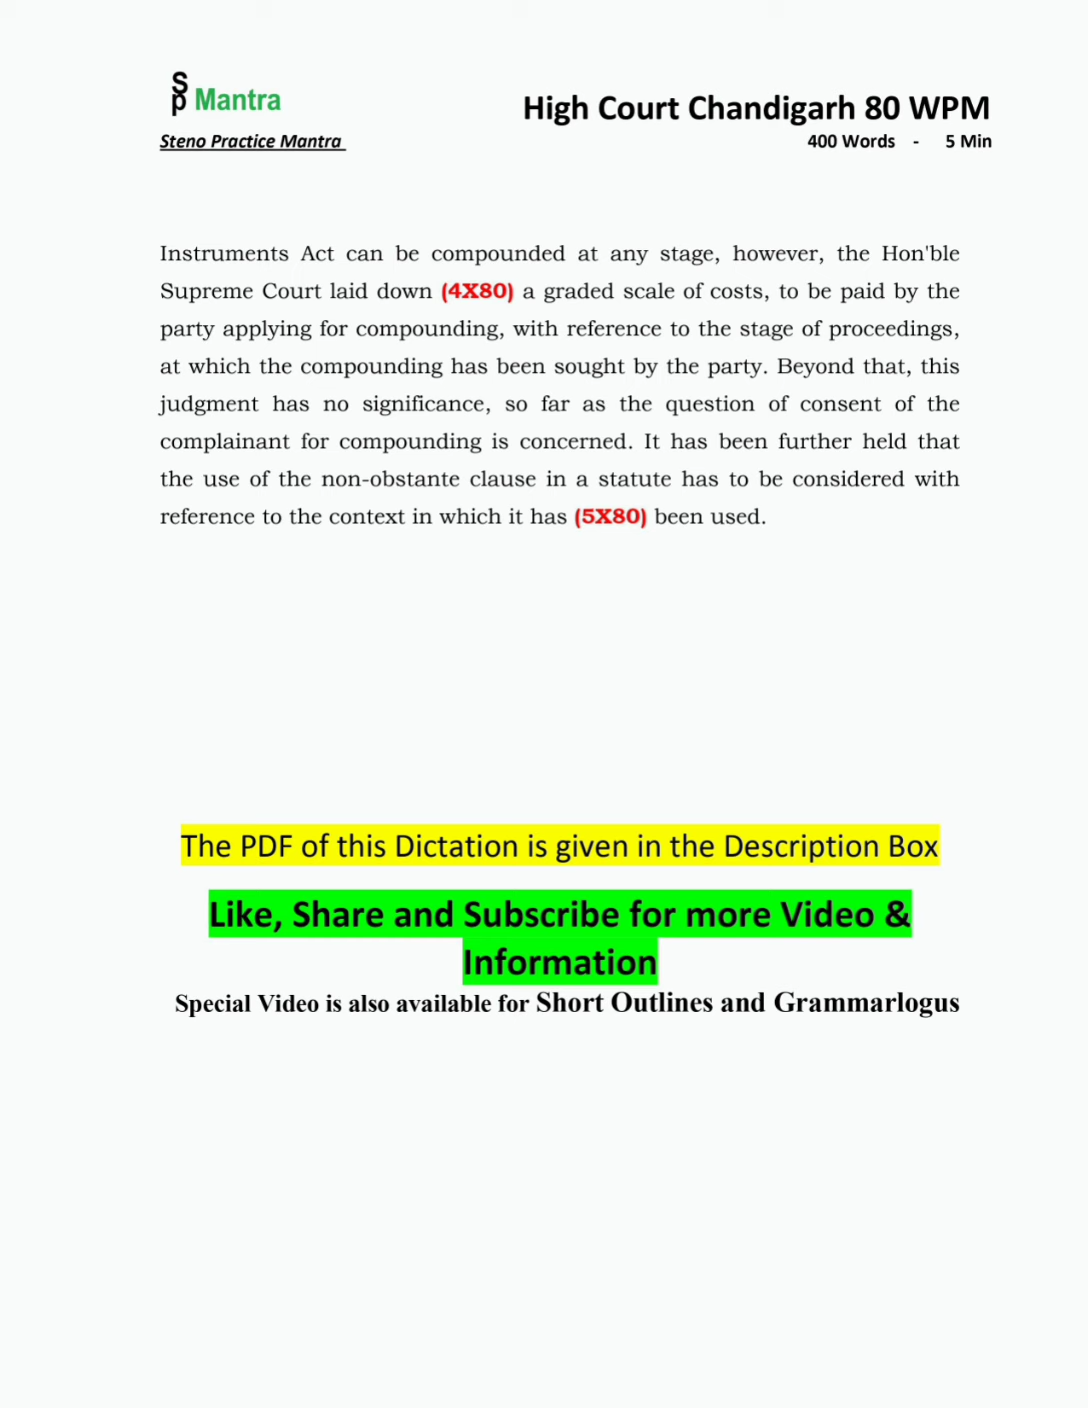 Sp Mantra
High Court Chandigarh 80 WPM
Steno Practice Mantra
400 Words - 5 Min
Instruments Act can be compounded at any stage, however, the Hon'ble
Supreme Court laid down (4X80) a graded scale of costs, to be paid by the
party applying for compounding, with reference to the stage of proceedings,
at which the compounding has been sought by the party. Beyond that, this
judgment has no significance, so far as the question of consent of the
complainant for compounding is concerned. It has been further held that
the use of the non-obstante clause in a statute has to be considered with
reference to the context in which it has (5X80) been used.
The PDF of this Dictation is given in the Description Box
Like, Share and Subscribe for more Video &
Information
Special Video is also available for Short Outlines and Grammarlogus